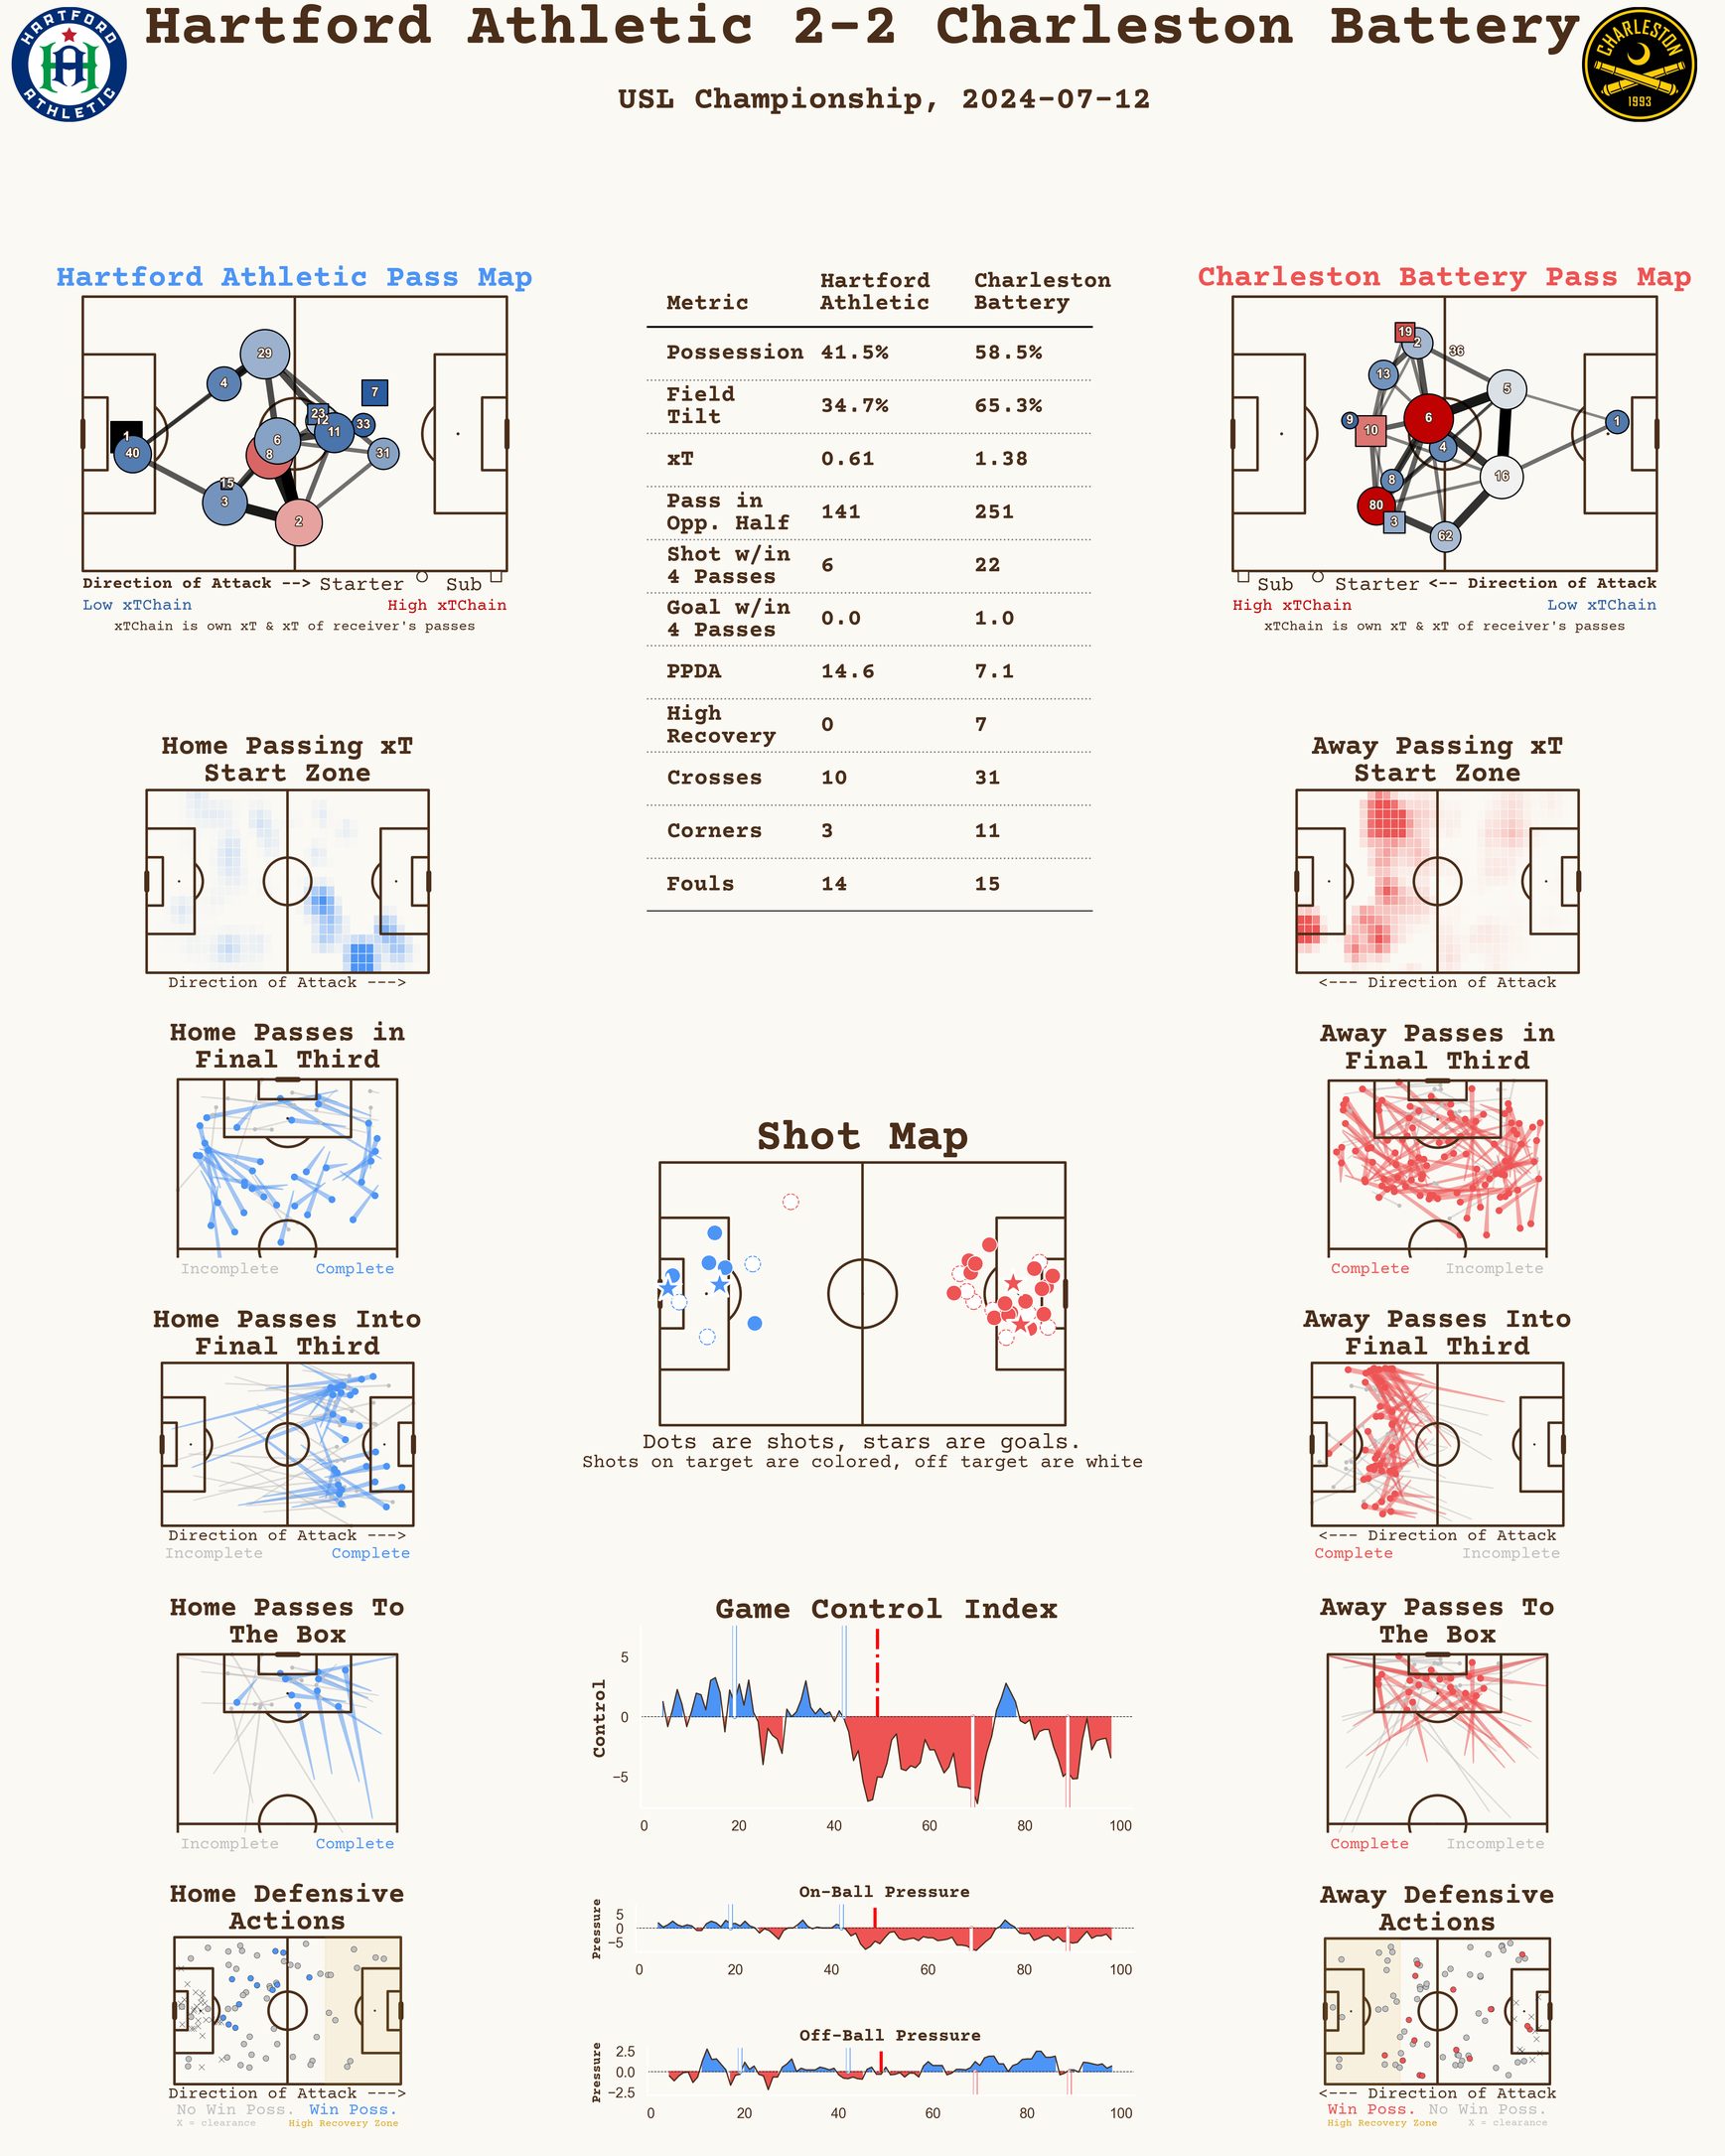 Hartford Athletic 2-2 Charleston Battery
HARTFORD
ATHLETIC
CHARLESTON
1993
USL Championship, 2024-07-12
Hartford Athletic Pass Map
29
4
7
23
12
11
33
1
40
6
8
31
15
3
2
Direction of Attack --> Starter Sub
Low xTChain High xTChain
xTChain is own xT & xT of receiver's passes
Metric Hartford Athletic Charleston Battery
Possession 41.5% 58.5%
Field Tilt 34.7% 65.3%
xT 0.61 1.38
Pass in Opp. Half 141 251
Shot w/in 4 Passes 6 22
Goal w/in 4 Passes 0.0 1.0
PPDA 14.6 7.1
High Recovery 0 7
Crosses 10 31
Corners 3 11
Fouls 14 15
Charleston Battery Pass Map
19
2
36
13
5
9
10
6
1
4
8
16
80
3
62
Sub Starter <-- Direction of Attack
High xTChain Low xTChain
xTChain is own xT & xT of receiver's passes
Home Passing xT
Start Zone
Direction of Attack --->
Away Passing xT
Start Zone
<--- Direction of Attack
Home Passes in
Final Third
Incomplete Complete
Away Passes in
Final Third
Complete Incomplete
Shot Map
Dots are shots, stars are goals.
Shots on target are colored, off target are white
Home Passes Into
Final Third
Direction of Attack --->
Incomplete Complete
Away Passes Into
Final Third
<--- Direction of Attack
Complete Incomplete
Home Passes To
The Box
Incomplete Complete
Game Control Index
Control
5
0
−5
0 20 40 60 80 100
Away Passes To
The Box
Complete Incomplete
Home Defensive
Actions
Direction of Attack --->
No Win Poss. Win Poss.
X = clearance High Recovery Zone
On-Ball Pressure
Pressure
5
0
−5
0 20 40 60 80 100
Off-Ball Pressure
Pressure
2.5
0.0
−2.5
0 20 40 60 80 100
Away Defensive
Actions
<--- Direction of Attack
Win Poss. No Win Poss.
High Recovery Zone X = clearance